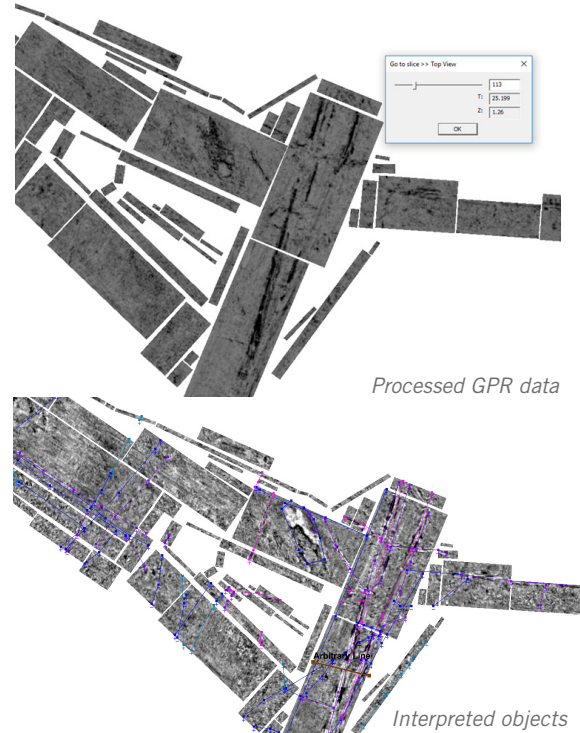 Go to slice >> Top View
113
T: 25.199
Z: 1.26
OK
Processed GPR data
Arbitrary Line
Interpreted objects